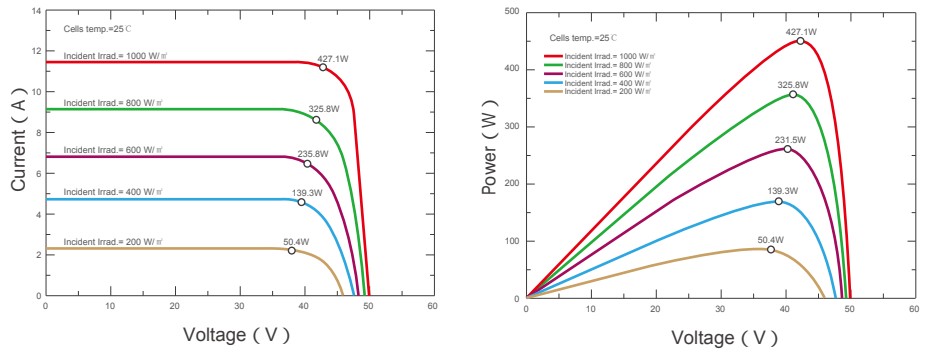 Cells temp.=25℃
Incident Irrad.= 1000 W/㎡
427.1W
Incident Irrad.= 800 W/㎡
325.8W
Incident Irrad.= 600 W/㎡
235.8W
Incident Irrad.= 400 W/㎡
139.3W
Incident Irrad.= 200 W/㎡
50.4W
14
12
10
8
6
4
2
0
0 10 20 30 40 50 60
Current ( A )
Voltage ( V )
Cells temp.=25℃
Incident Irrad.= 1000 W/㎡
Incident Irrad.= 800 W/㎡
Incident Irrad.= 600 W/㎡
Incident Irrad.= 400 W/㎡
Incident Irrad.= 200 W/㎡
427.1W
325.8W
231.5W
139.3W
50.4W
500
400
300
200
100
0
0 10 20 30 40 50 60
Power ( W )
Voltage ( V )